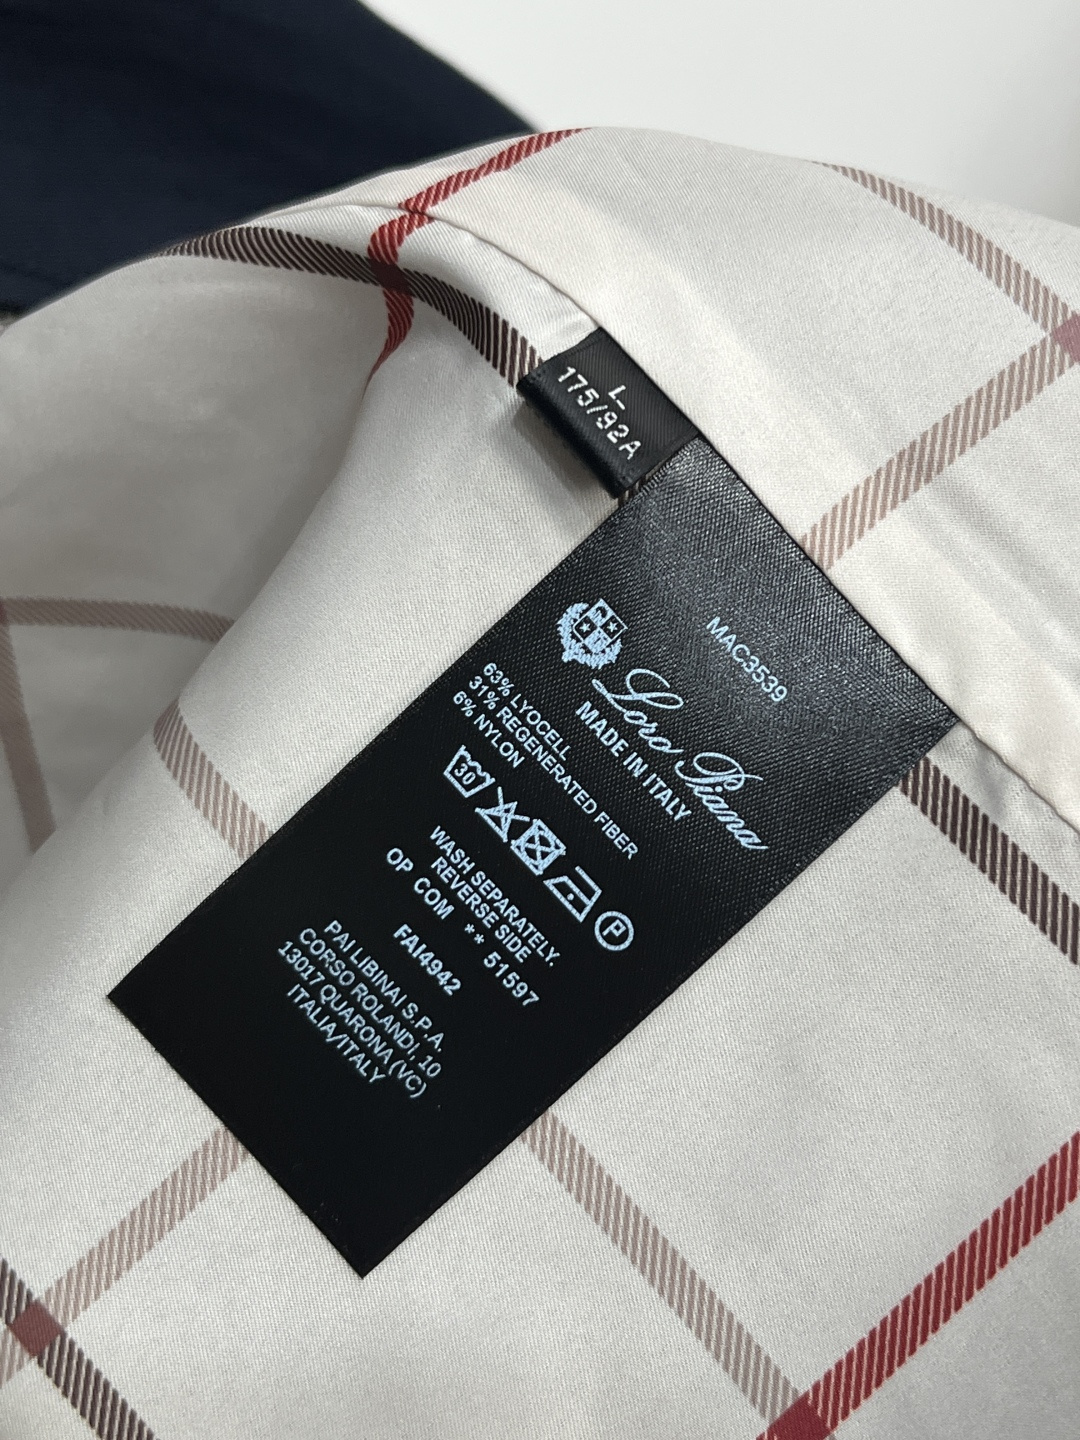 L
175/92A
MAC3539
Loro Piana
MADE IN ITALY
63% LYOCELL
31% REGENERATED FIBER
6% NYLON
30
P
WASH SEPARATELY.
REVERSE SIDE
OP COM ** 51597
FAI4942
PAI LIBINAI S.P.A.
CORSO ROLANDI, 10
13017 QUARONA (VC)
ITALIA/ITALY